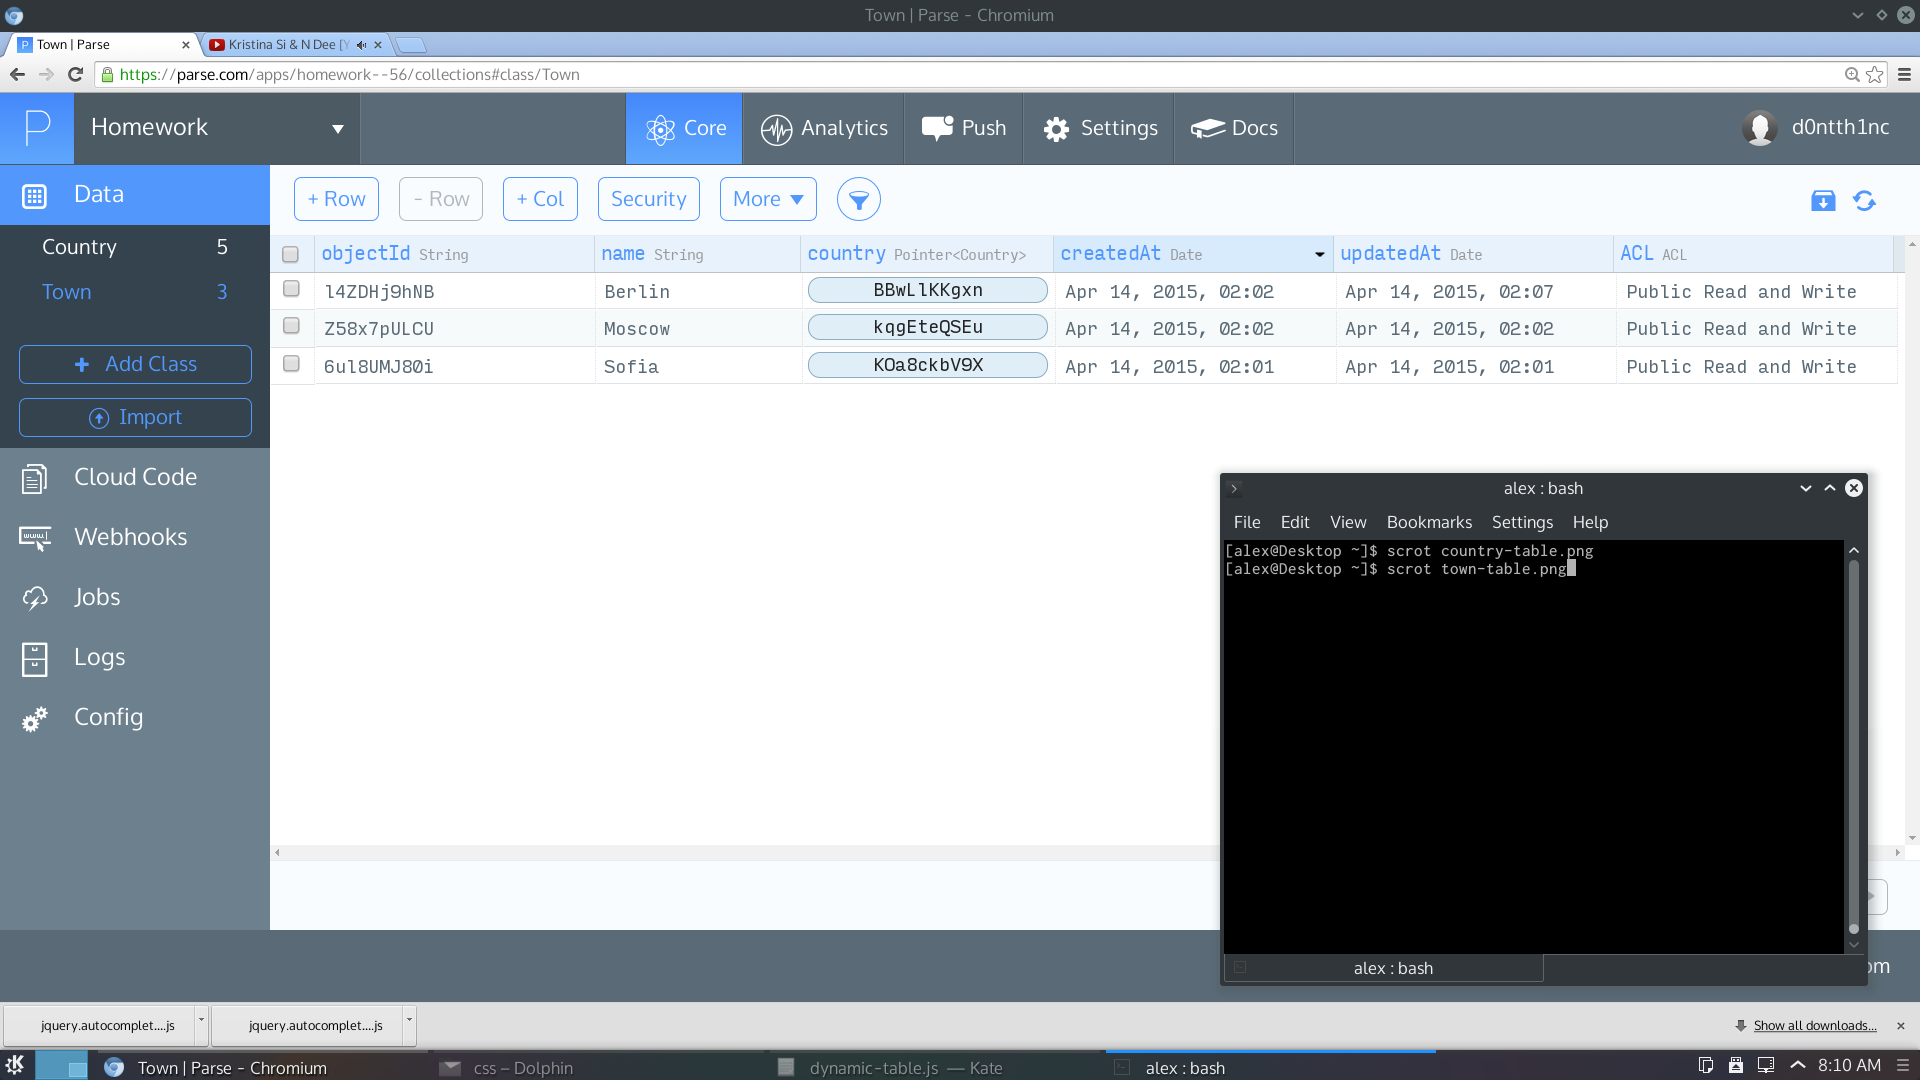 Town | Parse - Chromium
Town | Parse
Kristina Si & N Dee [Y
https://parse.com/apps/homework--56/collections#class/Town
P
Homework
Core
Analytics
Push
Settings
Docs
d0ntth1nc
Data
Country 5
Town 3
+ Add Class
Import
Cloud Code
Webhooks
Jobs
Logs
Config
+ Row
- Row
+ Col
Security
More
objectId String name String country Pointer<Country> createdAt Date updatedAt Date ACL ACL
l4ZDHj9hNB Berlin BBwLlKKgxn Apr 14, 2015, 02:02 Apr 14, 2015, 02:07 Public Read and Write
Z58x7pULCU Moscow kqgEteQSEu Apr 14, 2015, 02:02 Apr 14, 2015, 02:02 Public Read and Write
6ul8UMJ80i Sofia KOa8ckbV9X Apr 14, 2015, 02:01 Apr 14, 2015, 02:01 Public Read and Write
alex : bash
File Edit View Bookmarks Settings Help
[alex@Desktop ~]$ scrot country-table.png
[alex@Desktop ~]$ scrot town-table.png
alex : bash
om
jquery.autocomplet....js
jquery.autocomplet....js
Show all downloads...
Town | Parse - Chromium
css – Dolphin
dynamic-table.js — Kate
alex : bash
8:10 AM